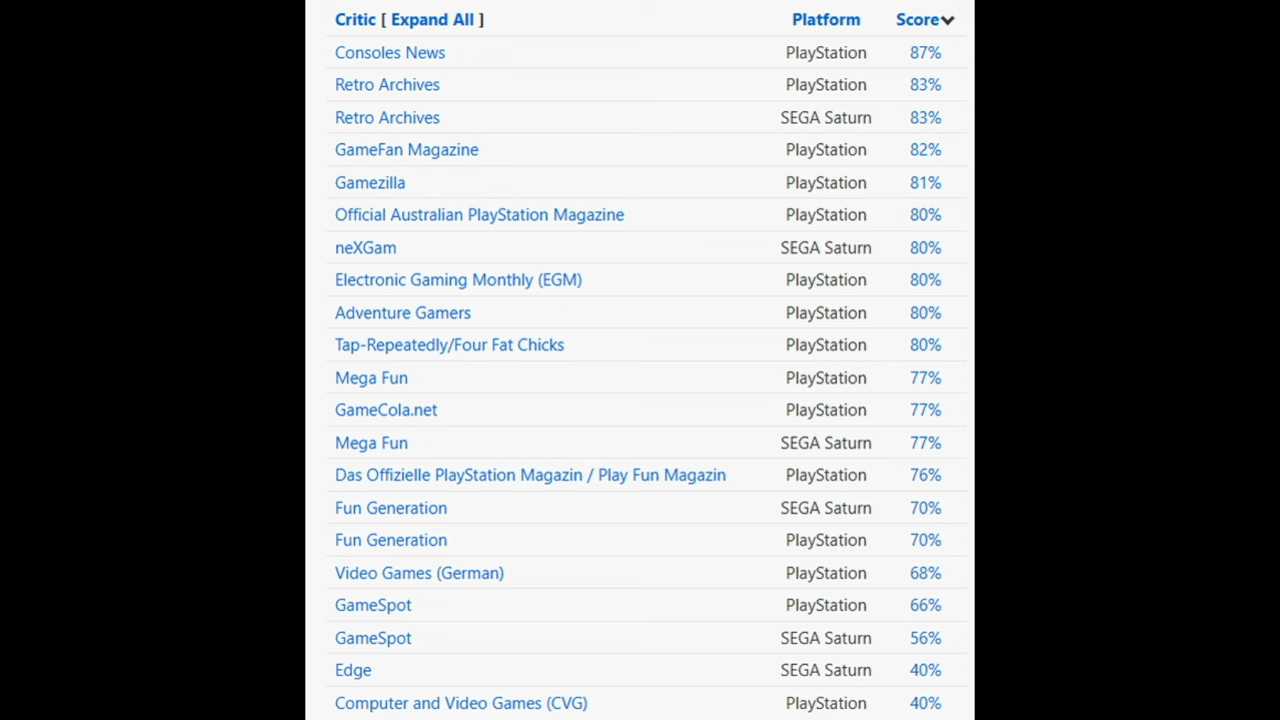 Critic [ Expand All ] Platform Score
Consoles News PlayStation 87%
Retro Archives PlayStation 83%
Retro Archives SEGA Saturn 83%
GameFan Magazine PlayStation 82%
Gamezilla PlayStation 81%
Official Australian PlayStation Magazine PlayStation 80%
neXGam SEGA Saturn 80%
Electronic Gaming Monthly (EGM) PlayStation 80%
Adventure Gamers PlayStation 80%
Tap-Repeatedly/Four Fat Chicks PlayStation 80%
Mega Fun PlayStation 77%
GameCola.net PlayStation 77%
Mega Fun SEGA Saturn 77%
Das Offizielle PlayStation Magazin / Play Fun Magazin PlayStation 76%
Fun Generation SEGA Saturn 70%
Fun Generation PlayStation 70%
Video Games (German) PlayStation 68%
GameSpot PlayStation 66%
GameSpot SEGA Saturn 56%
Edge SEGA Saturn 40%
Computer and Video Games (CVG) PlayStation 40%